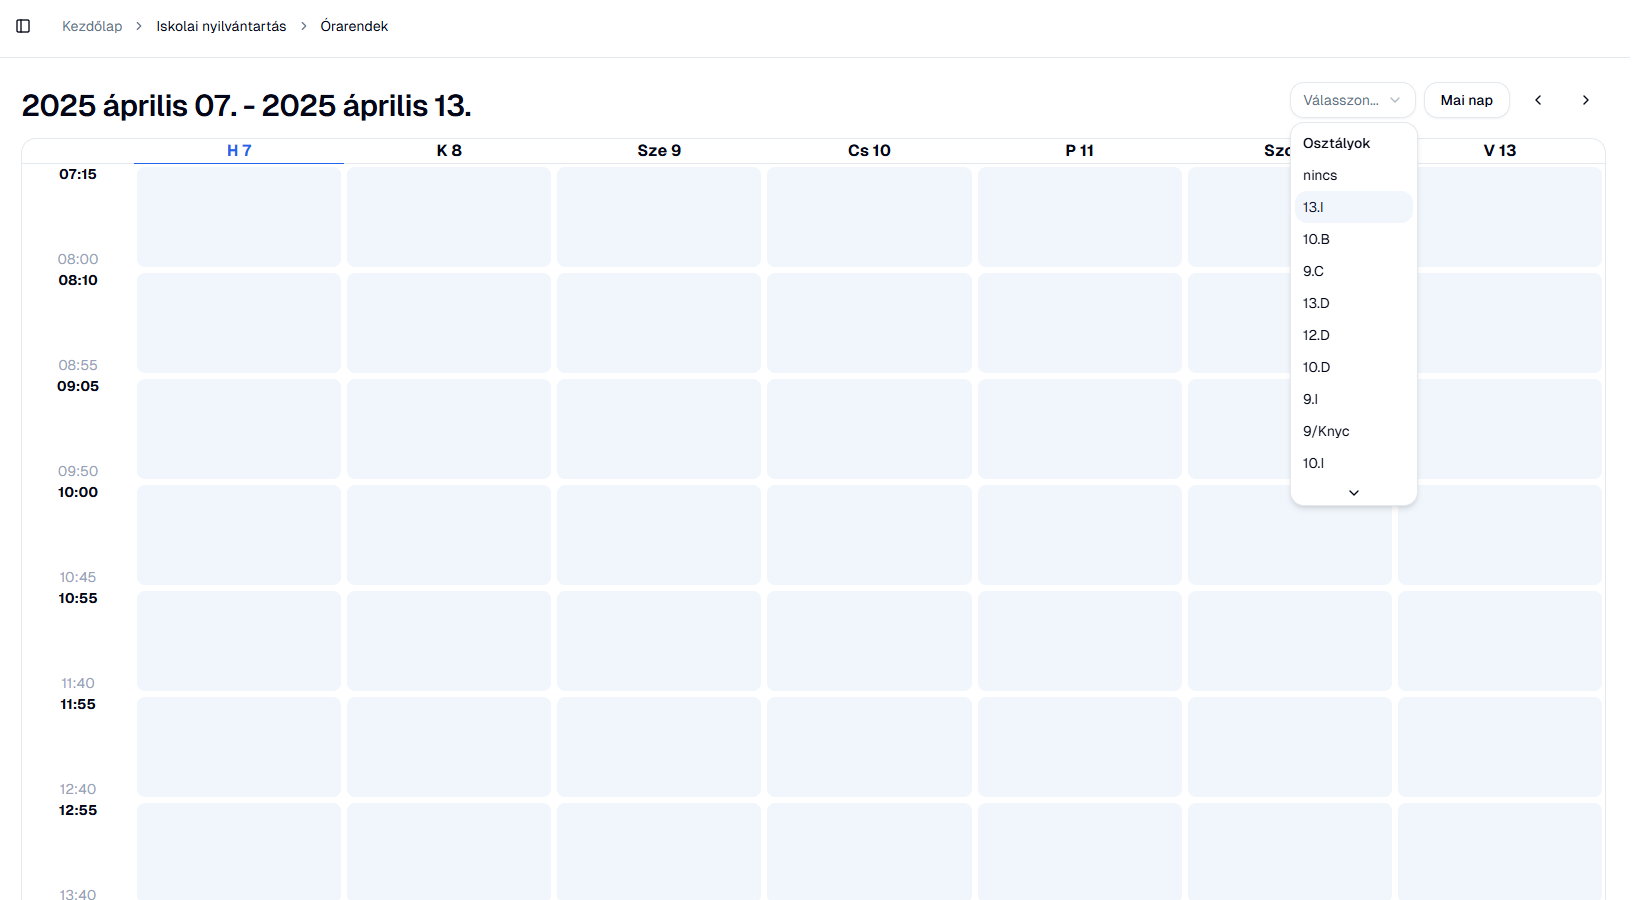 Kezdőlap > Iskolai nyilvántartás > Órarendek
2025 április 07. - 2025 április 13.
Válasszon...
Mai nap
H 7
K 8
Sze 9
Cs 10
P 11
V 13
Osztályok
nincs
13.I
10.B
9.C
13.D
12.D
10.D
9.I
9/Knyc
10.I
07:15
08:00
08:10
08:55
09:05
09:50
10:00
10:45
10:55
11:40
11:55
12:40
12:55
13:40